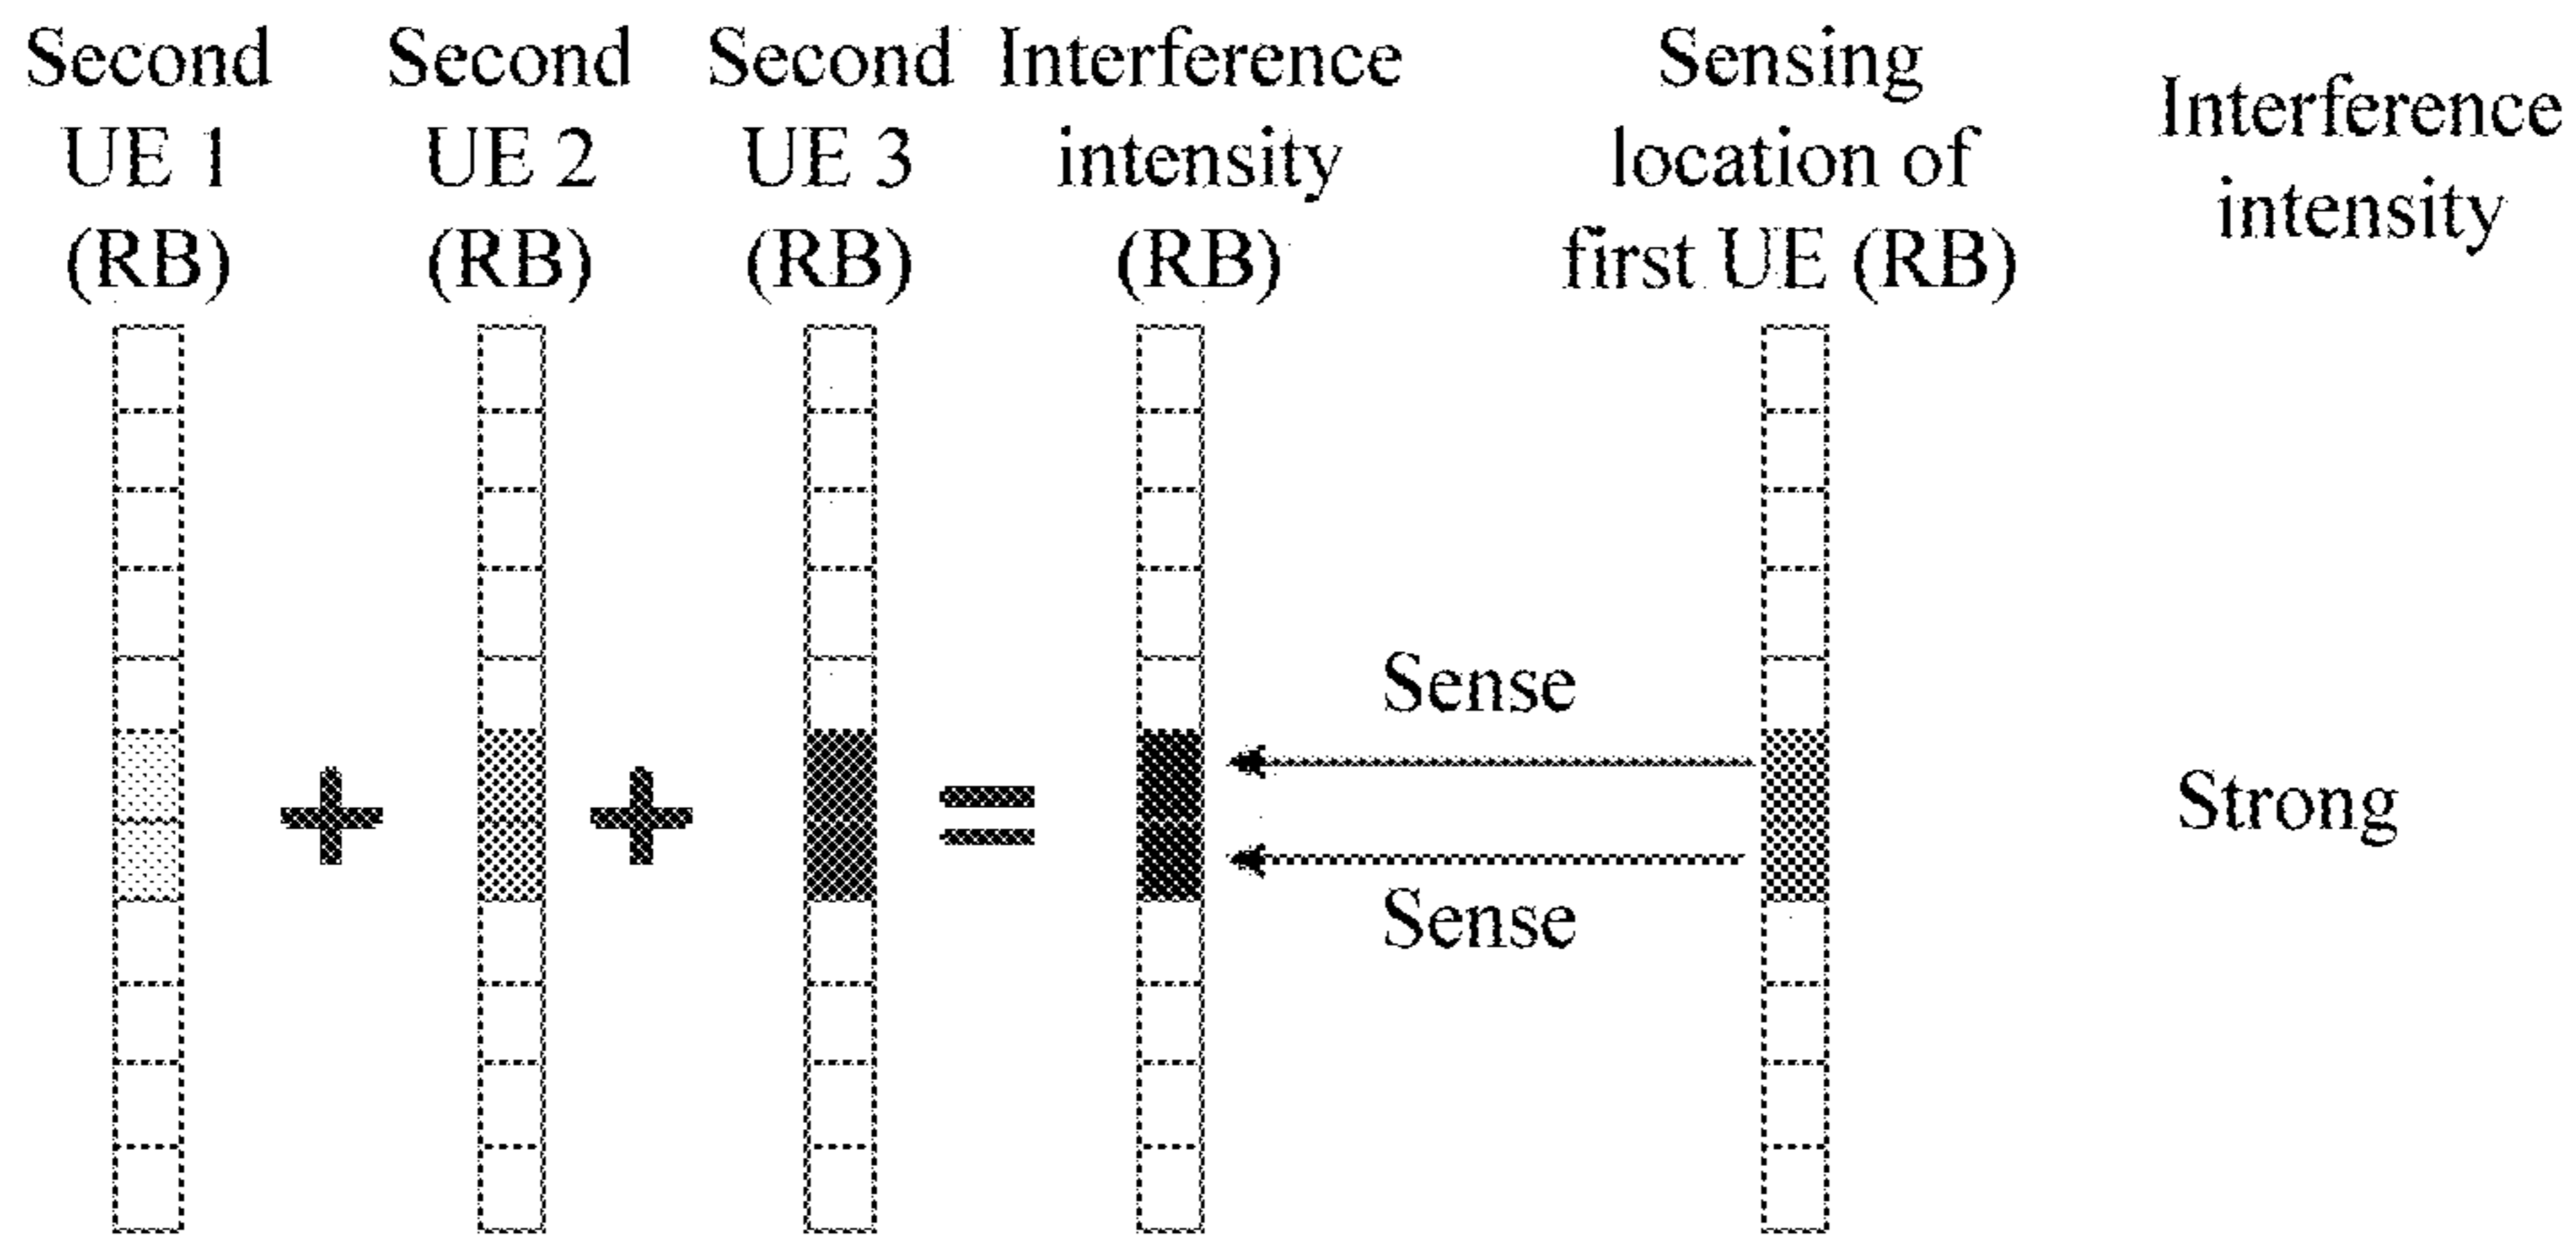 Second
UE 1
(RB)
Second
UE 2
(RB)
Second
UE 3
(RB)
Interference
intensity
(RB)
Sensing
location of
first UE (RB)
Interference
intensity
Sense
+
+
=
Strong
Sense